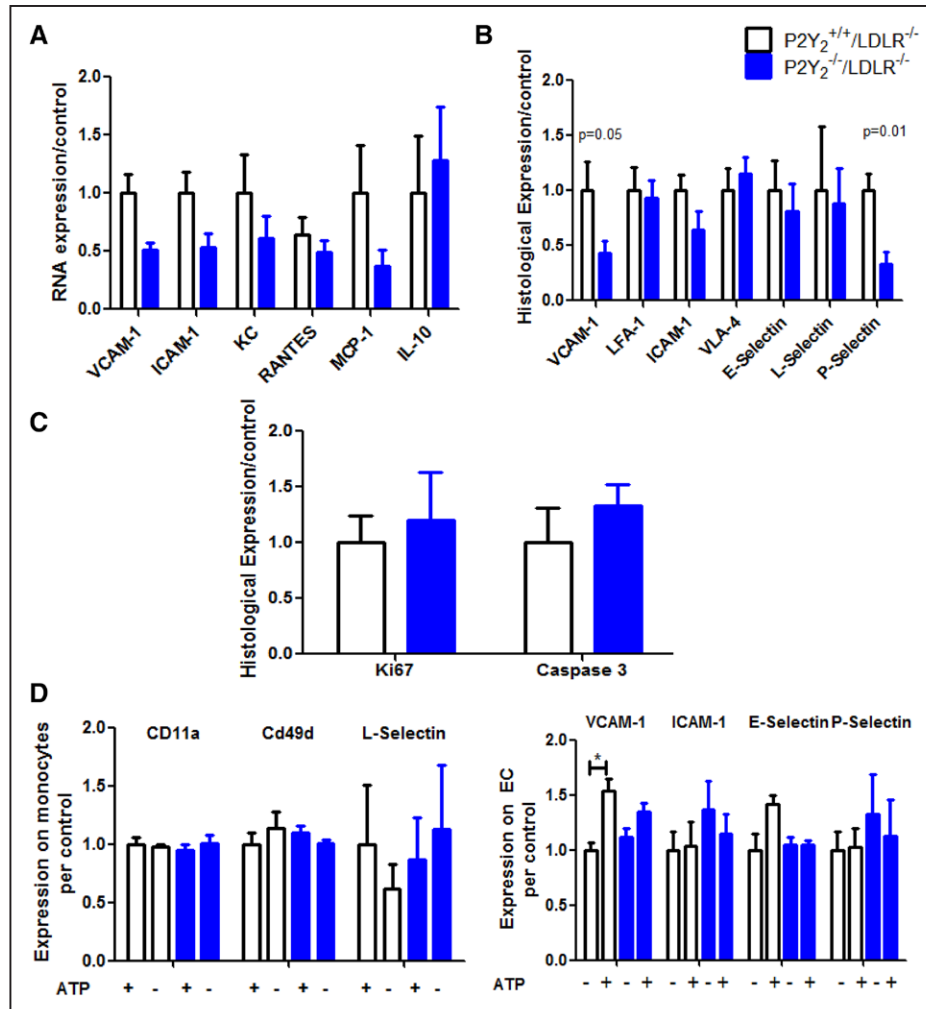 A
RNA expression/control
2.0
1.5
1.0
0.5
0.0
VCAM-1
ICAM-1
KC
RANTES
MCP-1
IL-10
B
P2Y₂⁺/⁺/LDLR⁻/⁻
P2Y₂⁻/⁻/LDLR⁻/⁻
Histological Expression/control
2.0
1.5
1.0
0.5
0.0
p=0.05
p=0.01
VCAM-1
LFA-1
ICAM-1
VLA-4
E-Selectin
L-Selectin
P-Selectin
C
Histological Expression/control
2.0
1.5
1.0
0.5
0.0
Ki67
Caspase 3
D
Expression on monocytes
per control
2.0
1.5
1.0
0.5
0.0
CD11a
Cd49d
L-Selectin
ATP + - + - + - + - + - + -
Expression on EC
per control
2.0
1.5
1.0
0.5
0.0
VCAM-1 ICAM-1 E-Selectin P-Selectin
*
ATP - + - + - + - + - + - + - + - +